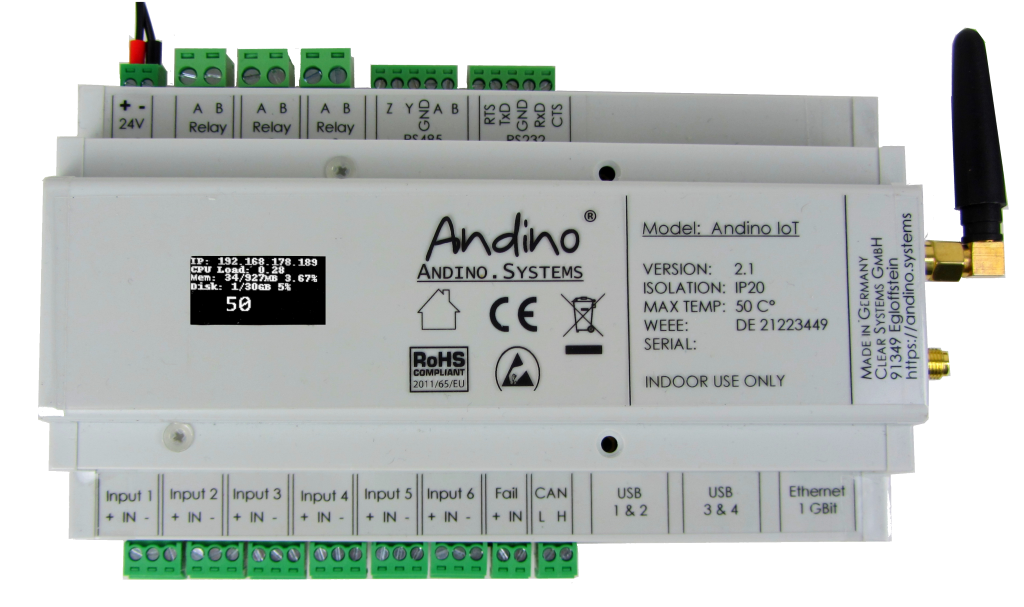 + -
24V
A B
Relay
A B
Relay
A B
Relay
Z Y GND A B
RS485
RTS TxD GND RxD CTS
RS232
IP: 192.168.178.189
CPU Load: 0.28
Mem: 34/927MB 3.67%
Disk: 1/30GB 5%
50
Andino®
ANDINO.SYSTEMS
CE
RoHS
COMPLIANT
2011/65/EU
Model: Andino IoT
VERSION: 2.1
ISOLATION: IP20
MAX TEMP: 50 C°
WEEE: DE 21223449
SERIAL:
INDOOR USE ONLY
MADE IN GERMANY
CLEAR SYSTEMS GMBH
91349 Egloffstein
https://andino.systems
Input 1
+ IN -
Input 2
+ IN -
Input 3
+ IN -
Input 4
+ IN -
Input 5
+ IN -
Input 6
+ IN -
Fail
+ IN
CAN
L H
USB
1 & 2
USB
3 & 4
Ethernet
1 GBit